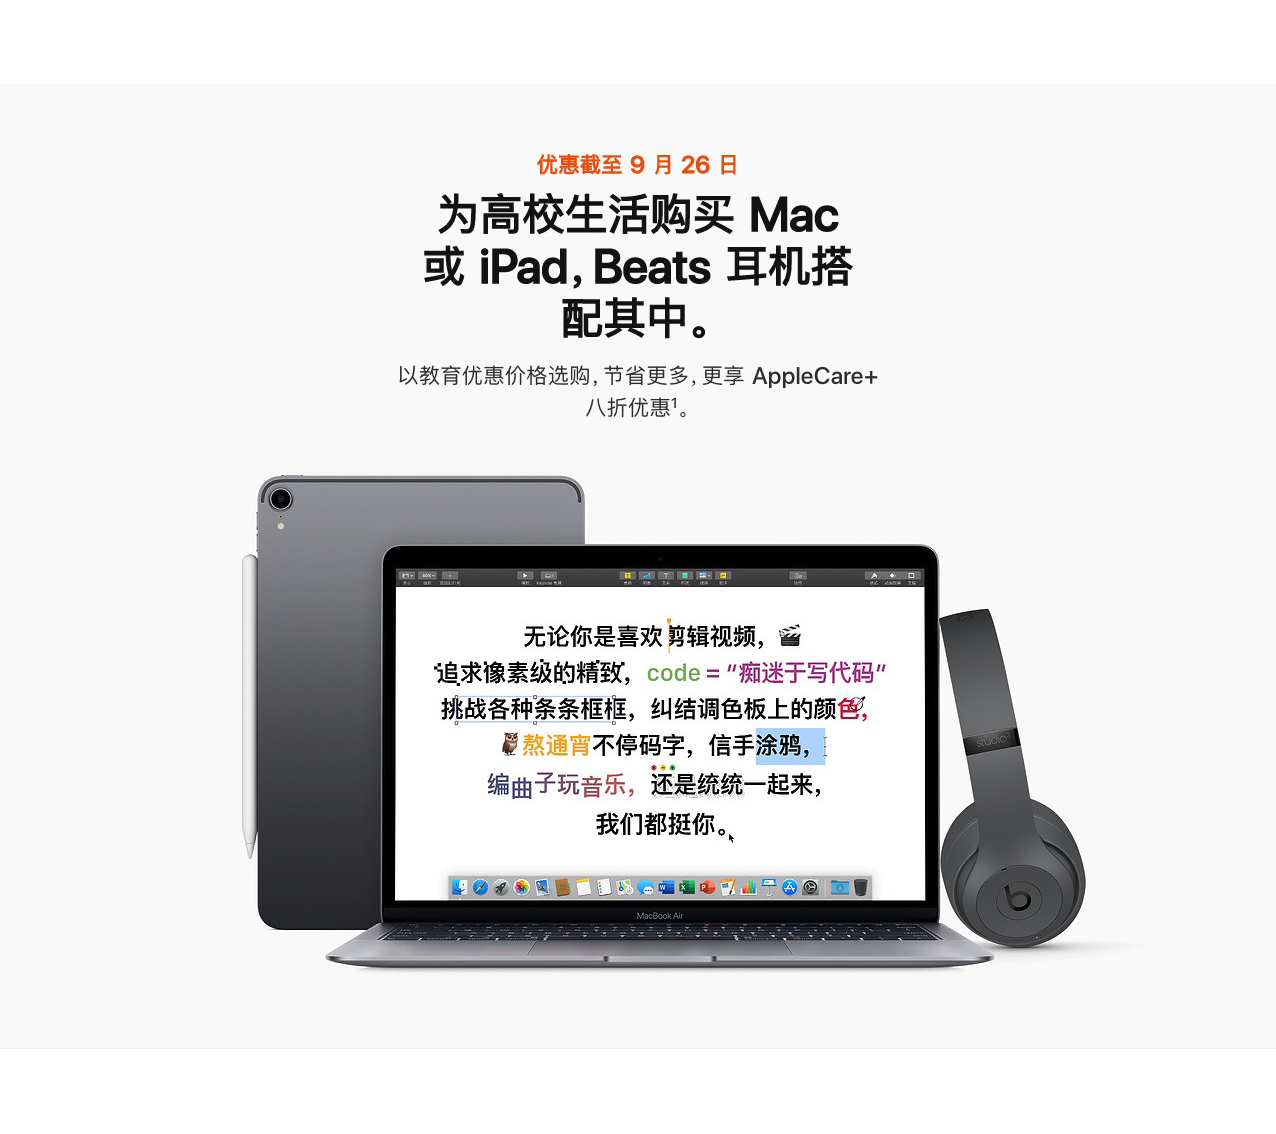 优惠截至 9 月 26 日
为高校生活购买 Mac
或 iPad，Beats 耳机搭
配其中。
以教育优惠价格选购，节省更多，更享 AppleCare+
八折优惠¹。
无论你是喜欢剪辑视频，
追求像素级的精致，code = “痴迷于写代码”
挑战各种条条框框，纠结调色板上的颜色，
熬通宵不停码字，信手涂鸦，
编曲子玩音乐，还是统统一起来，
我们都挺你。
MacBook Air
studio³